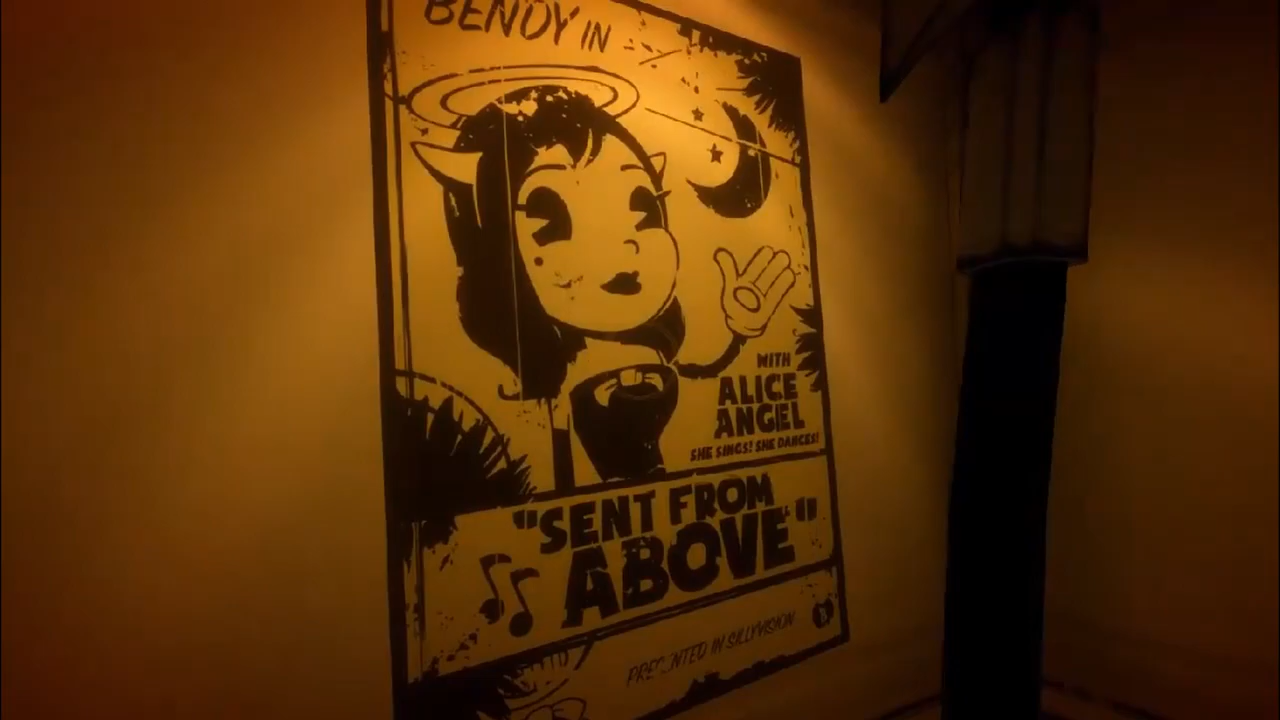 BENDY IN
WITH
ALICE
ANGEL
SHE SINGS! SHE DANCES!
"SENT FROM
ABOVE"
PRESENTED IN SILLYVISION